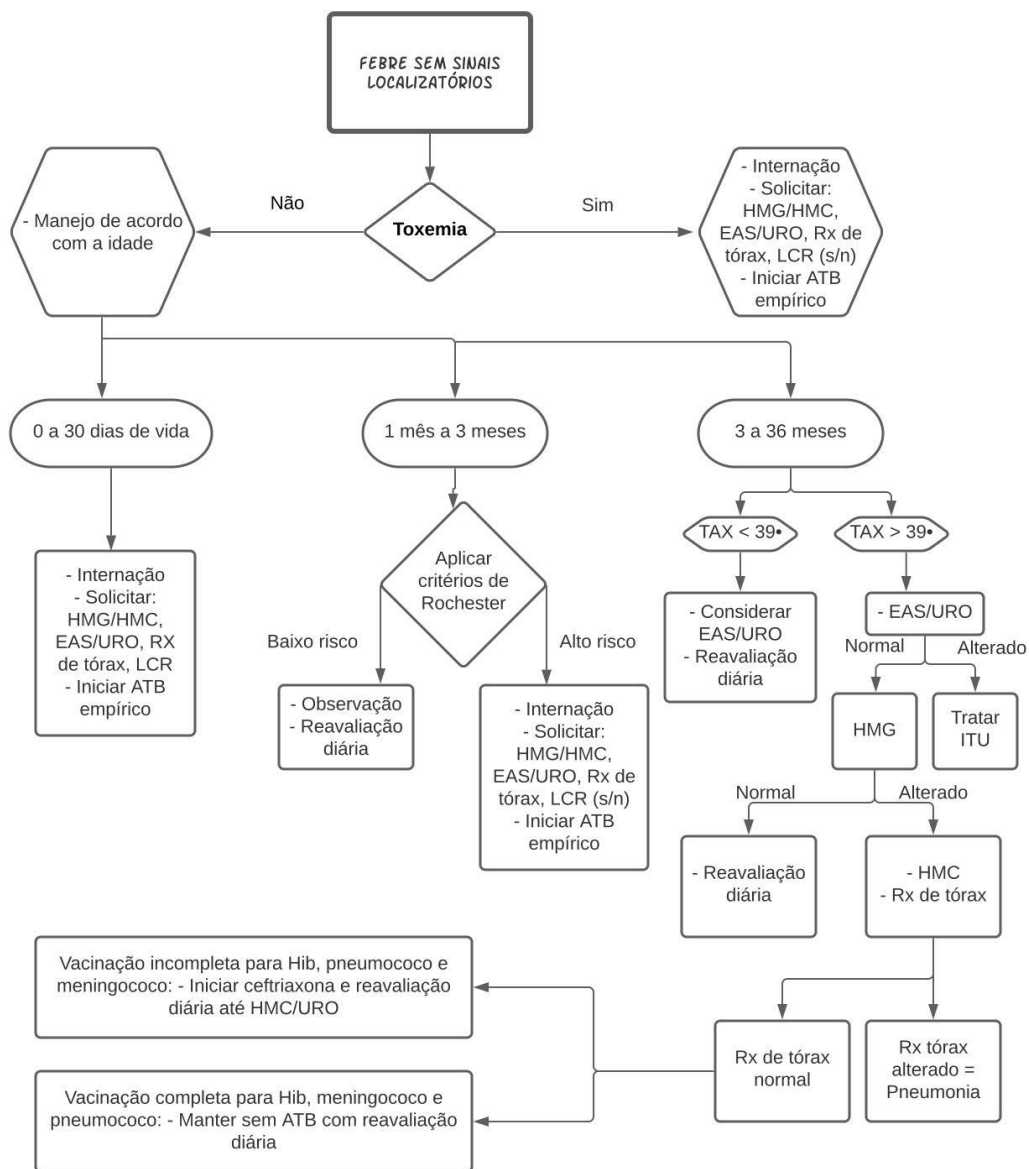 FEBRE SEM SINAIS
LOCALIZATÓRIOS
- Manejo de acordo
com a idade
Não
Toxemia
Sim
- Internação
- Solicitar:
HMG/HMC,
EAS/URO, Rx de
tórax, LCR (s/n)
- Iniciar ATB
empírico
0 a 30 dias de vida
1 mês a 3 meses
3 a 36 meses
- Internação
- Solicitar:
HMG/HMC,
EAS/URO, RX
de tórax, LCR
- Iniciar ATB
empírico
Aplicar
critérios de
Rochester
Baixo risco
Alto risco
- Observação
- Reavaliação
diária
- Internação
- Solicitar:
HMG/HMC,
EAS/URO, Rx de
tórax, LCR (s/n)
- Iniciar ATB
empírico
TAX < 39•
TAX > 39•
- Considerar
EAS/URO
- Reavaliação
diária
- EAS/URO
Normal
Alterado
HMG
Tratar
ITU
Normal
Alterado
- Reavaliação
diária
- HMC
- Rx de tórax
Rx de tórax
normal
Rx tórax
alterado =
Pneumonia
Vacinação incompleta para Hib, pneumococo e
meningococo: - Iniciar ceftriaxona e reavaliação
diária até HMC/URO
Vacinação completa para Hib, meningococo e
pneumococo: - Manter sem ATB com reavaliação
diária